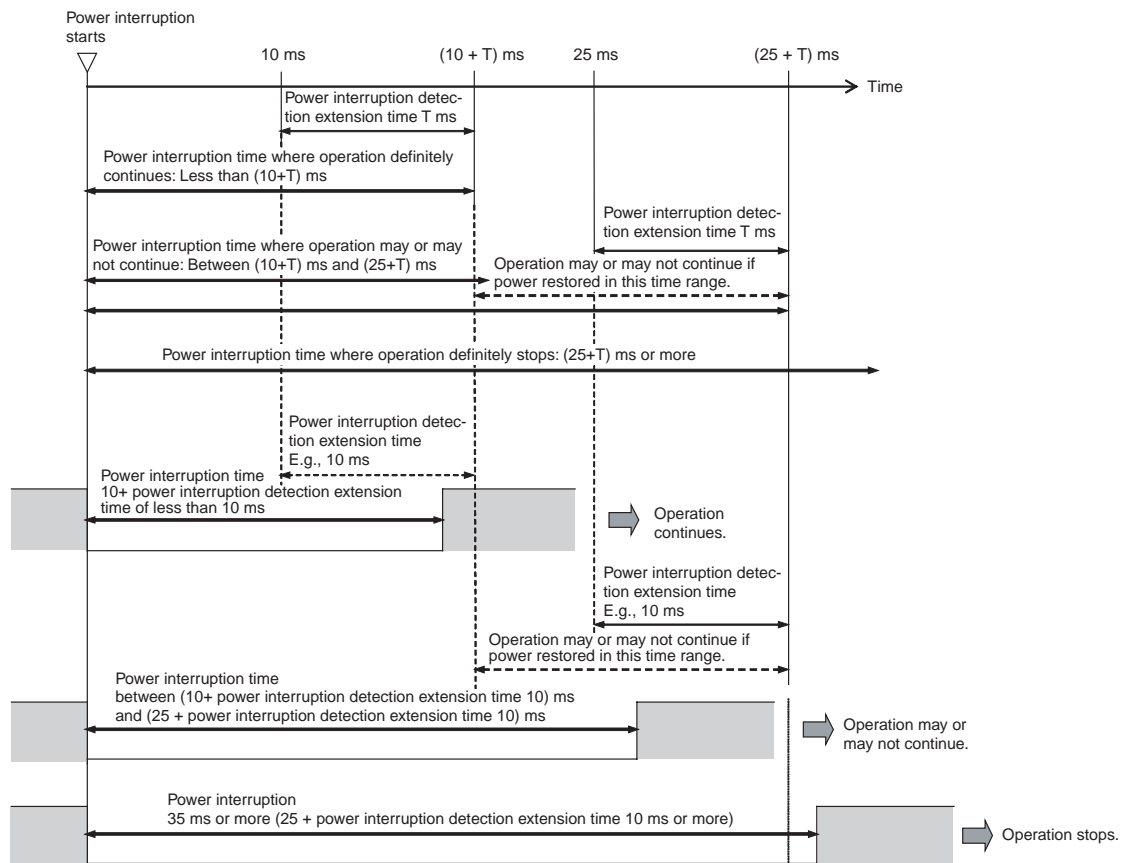 Power interruption
starts
10 ms
(10 + T) ms
25 ms
(25 + T) ms
Time
Power interruption detec-
tion extension time T ms
Power interruption time where operation definitely
continues: Less than (10+T) ms
Power interruption detec-
tion extension time T ms
Power interruption time where operation may or may
not continue: Between (10+T) ms and (25+T) ms
Operation may or may not continue if
power restored in this time range.
Power interruption time where operation definitely stops: (25+T) ms or more
Power interruption detec-
tion extension time
E.g., 10 ms
Power interruption time
10+ power interruption detection extension
time of less than 10 ms
Operation
continues.
Power interruption detec-
tion extension time
E.g., 10 ms
Operation may or may not continue if
power restored in this time range.
Power interruption time
between (10+ power interruption detection extension time 10) ms
and (25 + power interruption detection extension time 10) ms
Operation may or
may not continue.
Power interruption
35 ms or more (25 + power interruption detection extension time 10 ms or more)
Operation stops.